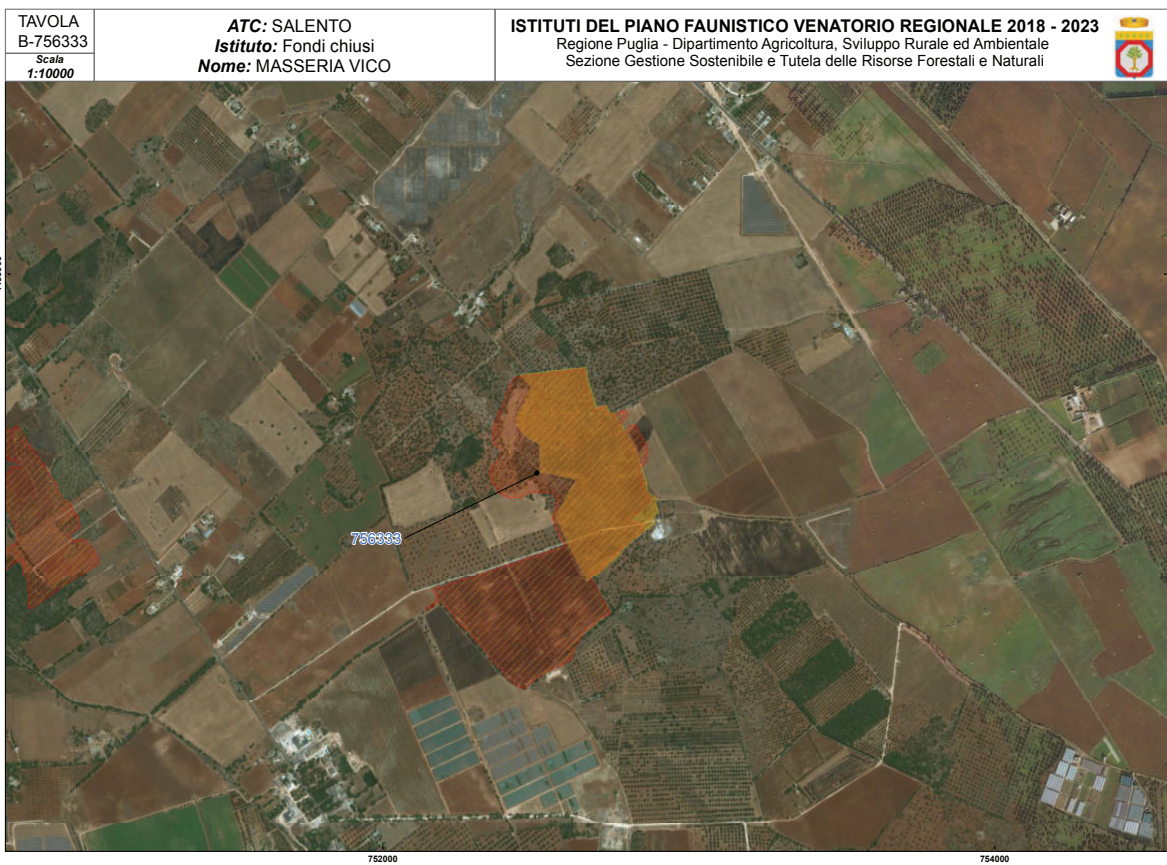 TAVOLA
B-756333
Scala
1:10000
ATC: SALENTO
Istituto: Fondi chiusi
Nome: MASSERIA VICO
ISTITUTI DEL PIANO FAUNISTICO VENATORIO REGIONALE 2018 - 2023
Regione Puglia - Dipartimento Agricoltura, Sviluppo Rurale ed Ambientale
Sezione Gestione Sostenibile e Tutela delle Risorse Forestali e Naturali
756333
752000
754000